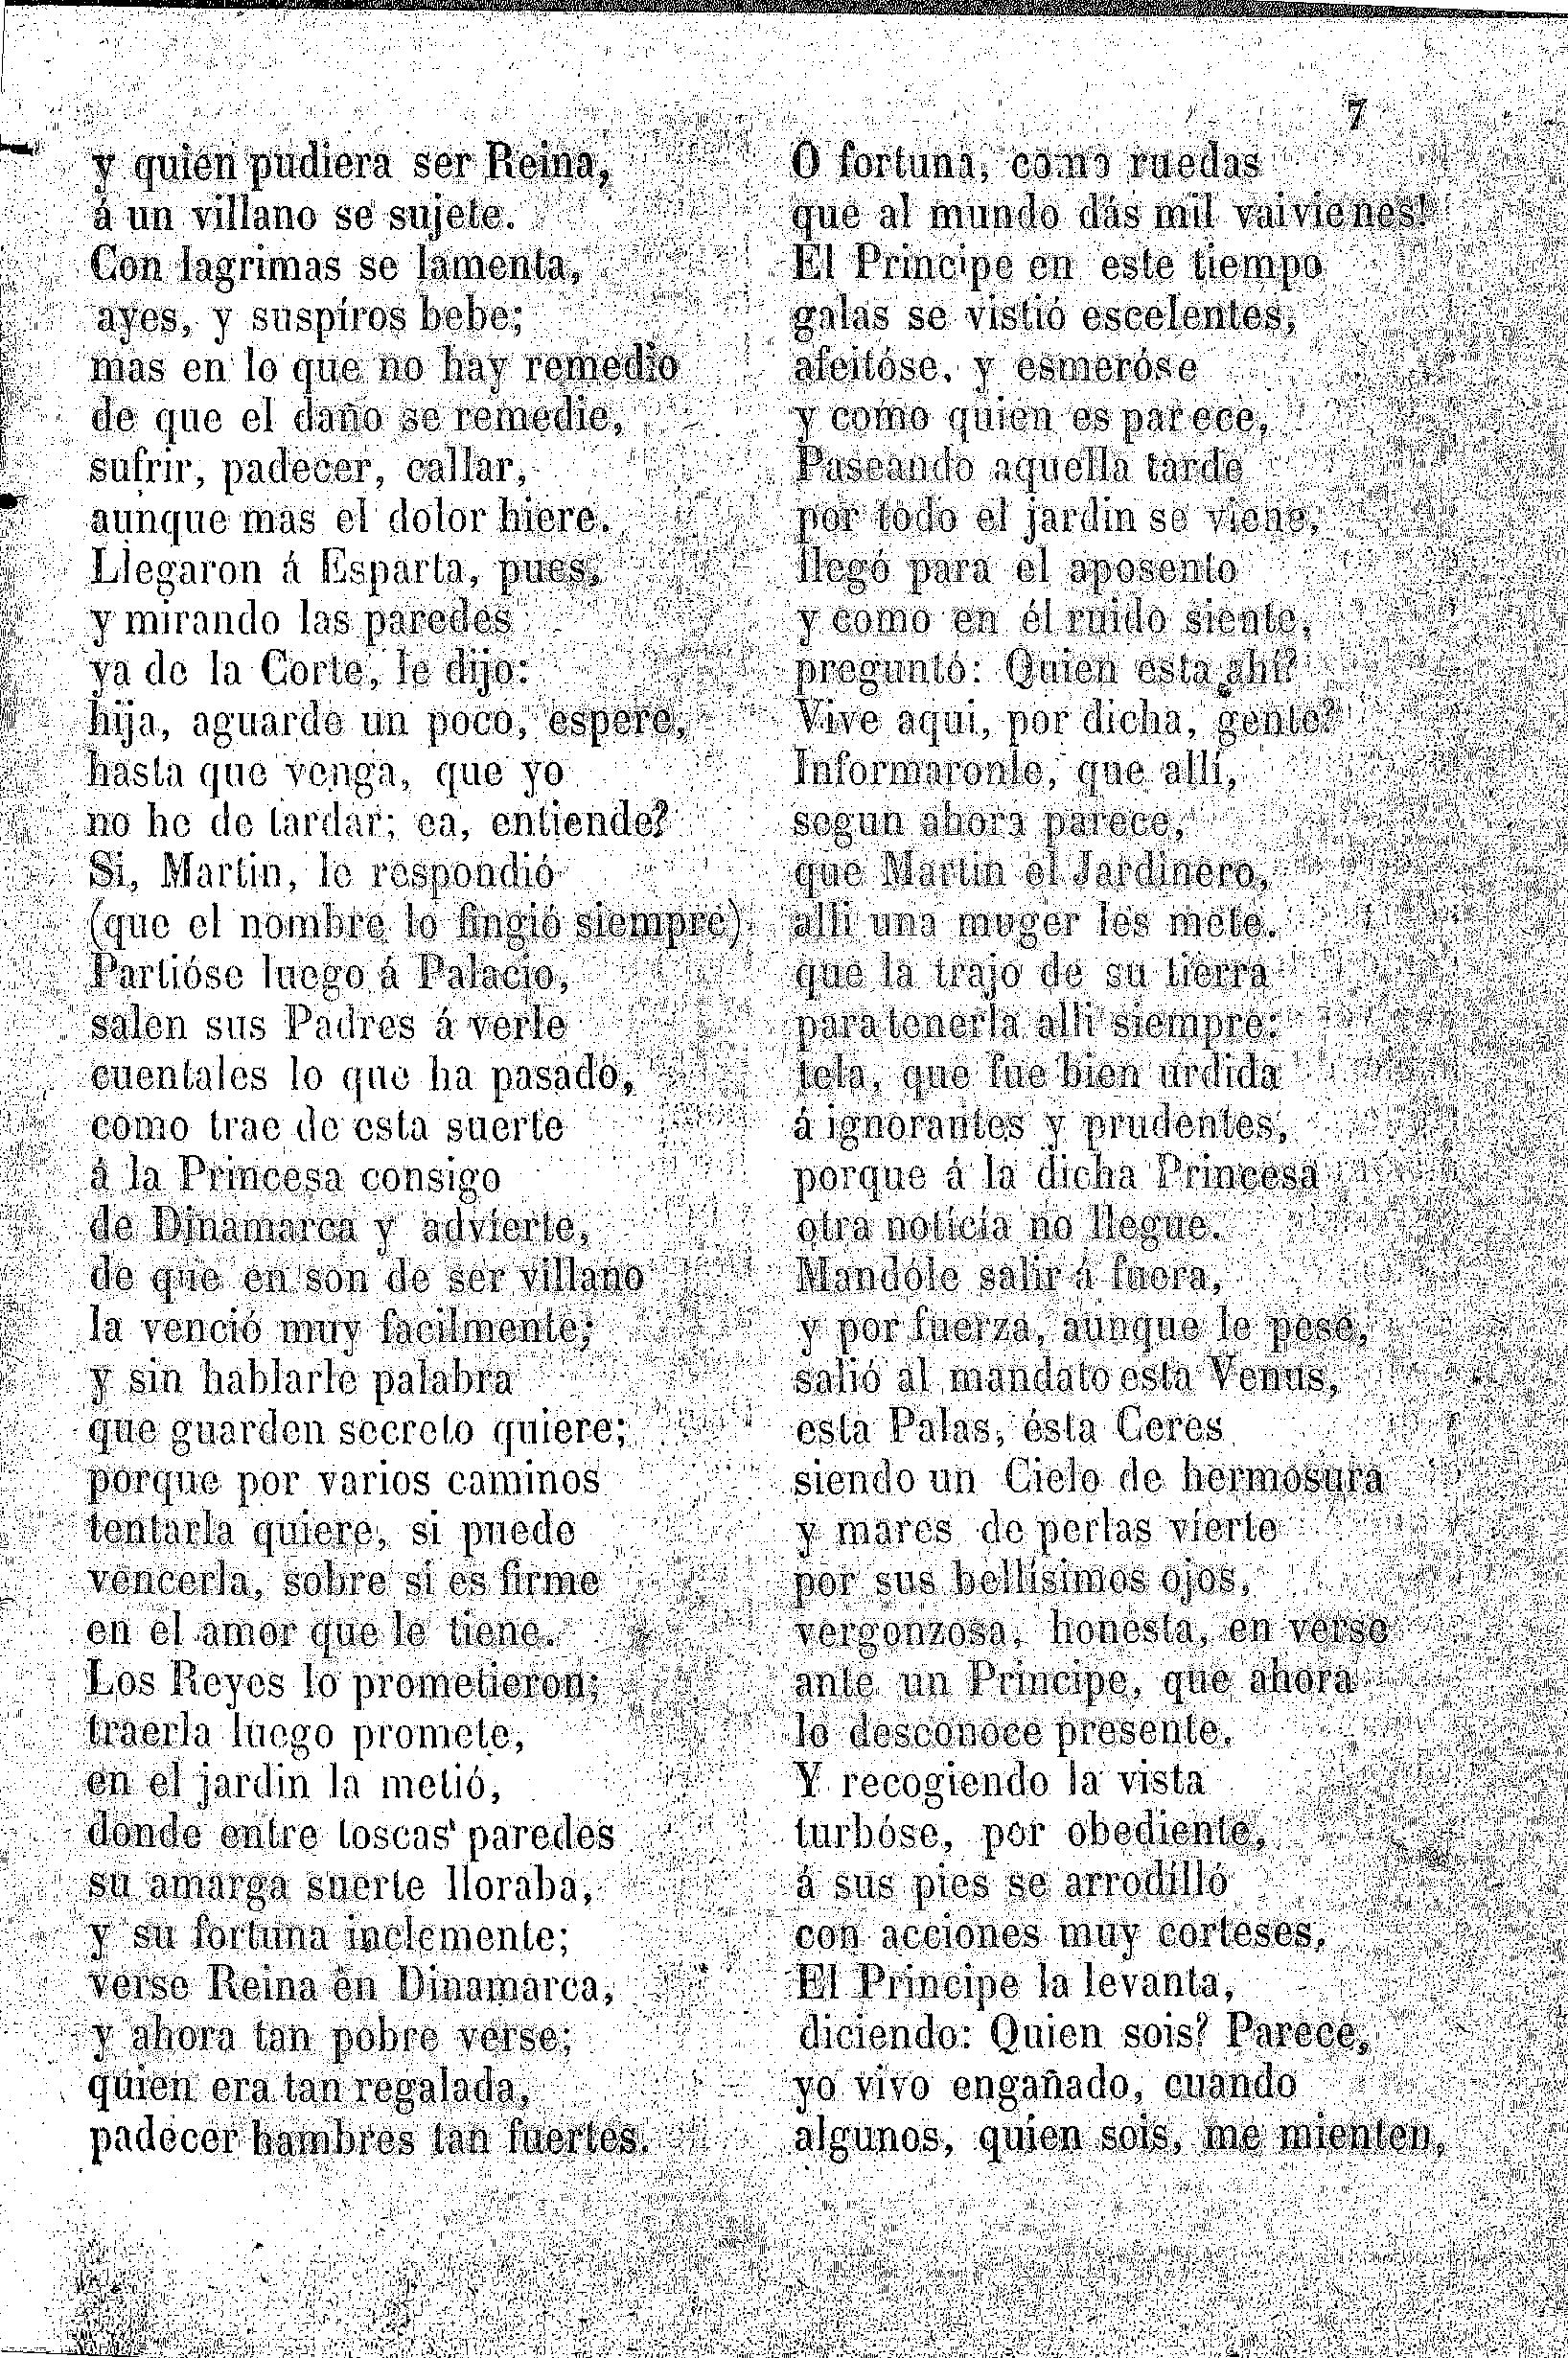 7
y quien pudiera ser Reina,
á un villano se sujete.
Con lagrimas se lamenta,
ayes, y suspiros bebe;
mas en lo que no hay remedio
de que el daño se remedie,
sufrir, padecer, callar,
aunque mas el dolor hiere.
Llegaron á Esparta, pues,
y mirando las paredes
ya de la Corte, le dijo:
hija, aguarde un poco, espere,
hasta que venga, que yo
no he de tardar; ea, entiende?
Si, Martin, le respondió
(que el nombre lo fingió siempre)
Partióse luego á Palacio,
salen sus Padres á verle
cuentales lo que ha pasado,
como trae de esta suerte
á la Princesa consigo
de Dinamarca y advierte,
de que en son de ser villano
la venció muy facilmente;
y sin hablarle palabra
que guarden secreto quiere;
porque por varios caminos
tentarla quiere, si puede
vencerla, sobre si es firme
en el amor que le tiene.
Los Reyes lo prometieron;
traerla luego promete,
en el jardin la metió,
donde entre toscas paredes
su amarga suerte lloraba,
y su fortuna inclemente;
verse Reina en Dinamarca,
y ahora tan pobre verse;
quien era tan regalada,
padecer hambres tan fuertes.
O fortuna, como ruedas
que al mundo dás mil vaivienes!
El Principe en este tiempo
galas se vistió escelentes,
afeitóse, y esmeróse
y como quien es parece,
Paseando aquella tarde
por todo el jardin se viene,
llegó para el aposento
y como en él ruido siente,
preguntó: Quien esta ahí?
Vive aqui, por dicha, gente?
Informaronle, que allí,
segun ahora parece,
que Martin el Jardinero,
alli una muger les mete.
que la trajo de su tierra
para tenerla alli siempre:
tela, que fue bien urdida
á ignorantes y prudentes,
porque á la dicha Princesa
otra noticia no llegue.
Mandóle salir á fuera,
y por fuerza, aunque le pese,
salió al mandato esta Venus,
esta Palas, ésta Ceres
siendo un Cielo de hermosura
y mares de perlas vierte
por sus bellísimos ojos,
vergonzosa, honesta, en verse
ante un Principe, que ahora
lo desconoce presente.
Y recogiendo la vista
turbóse, por obediente,
á sus pies se arrodilló
con acciones muy corteses,
El Principe la levanta,
diciendo: Quien sois? Parece,
yo vivo engañado, cuando
algunos, quien sois, me mienten,